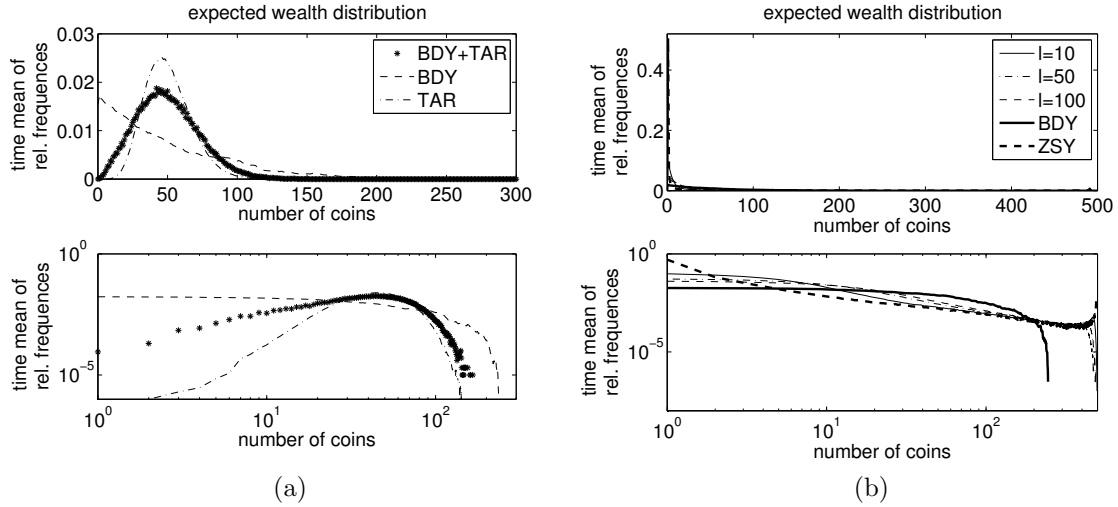 expected wealth distribution
0.03
0.02
0.01
0
time mean of
rel. frequences
BDY+TAR
BDY
TAR
0 50 100 150 200 250 300
number of coins
10^0
10^-5
time mean of
rel. frequences
10^0 10^1 10^2
number of coins
(a)
expected wealth distribution
0.4
0.2
0
time mean of
rel. frequences
l=10
l=50
l=100
BDY
ZSY
0 100 200 300 400 500
number of coins
10^0
10^-5
time mean of
rel. frequences
10^0 10^1 10^2
number of coins
(b)